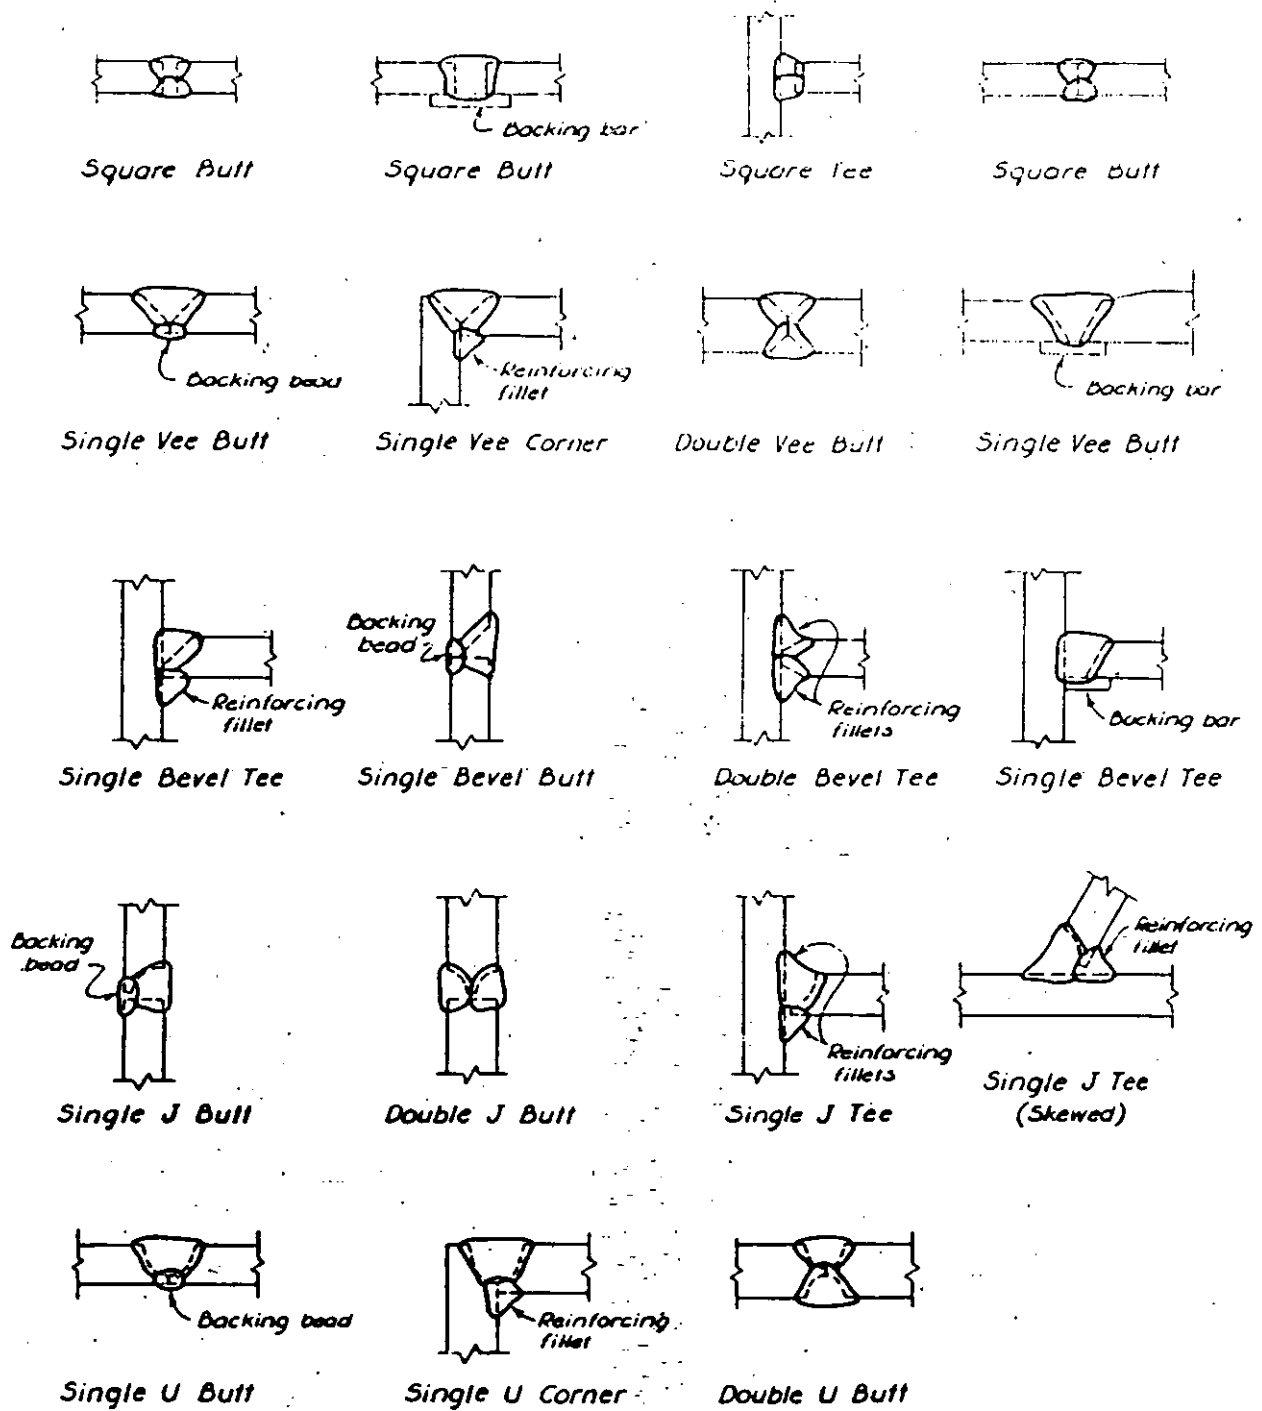 Backing bar
Square Butt
Square Butt
Square Tee
Square Butt
Backing bead
Reinforcing
fillet
Backing bar
Single Vee Butt
Single Vee Corner
Double Vee Butt
Single Vee Butt
Reinforcing
fillet
Backing
bead
Reinforcing
fillets
Backing bar
Single Bevel Tee
Single Bevel Butt
Double Bevel Tee
Single Bevel Tee
Backing
bead
Reinforcing
fillets
Reinforcing
fillet
Single J Butt
Double J Butt
Single J Tee
Single J Tee
(Skewed)
Backing bead
Reinforcing
fillet
Single U Butt
Single U Corner
Double U Butt